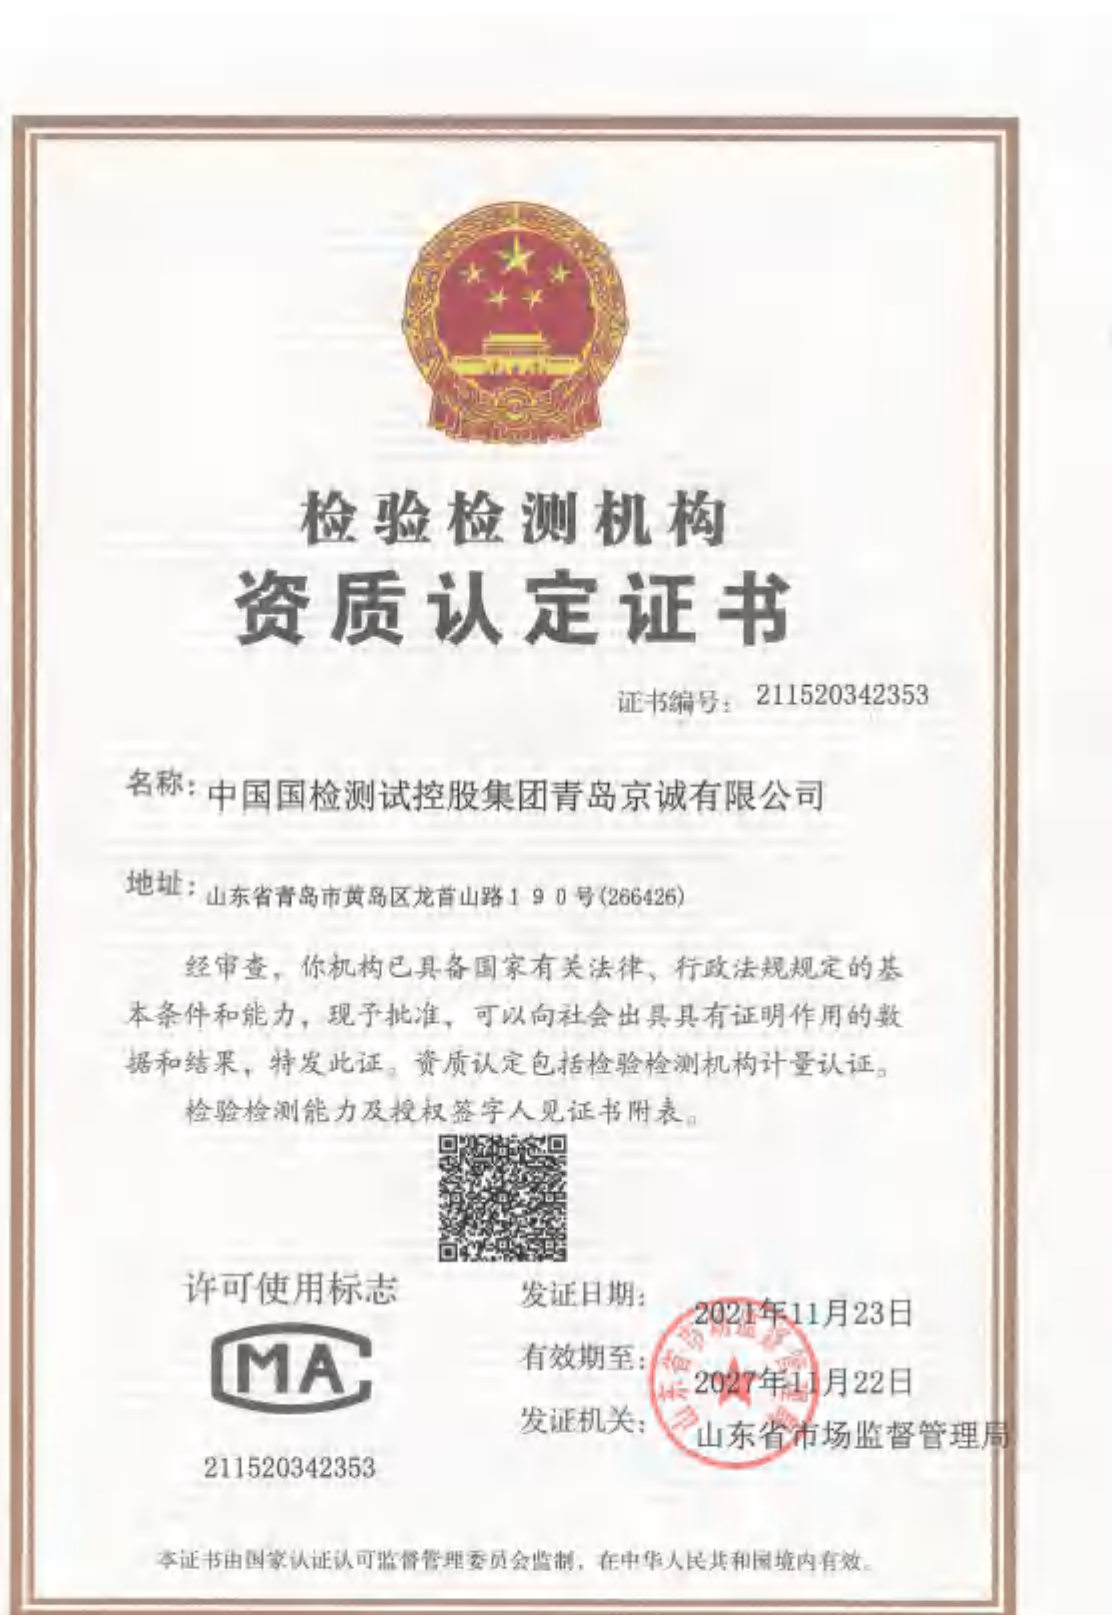 检验检测机构
资质认定证书
证书编号：211520342353
名称：中国国检测试控股集团青岛京诚有限公司
地址：山东省青岛市黄岛区龙首山路190号(266426)
经审查，你机构已具备国家有关法律、行政法规规定的基
本条件和能力，现予批准，可以向社会出具具有证明作用的数
据和结果，特发此证。资质认定包括检验检测机构计量认证。
检验检测能力及授权签字人见证书附表。
许可使用标志
MA
211520342353
发证日期：2021年11月23日
有效期至：2027年11月22日
发证机关：山东省市场监督管理局
山东省市场监督管理局
本证书由国家认证认可监督管理委员会监制，在中华人民共和国境内有效。